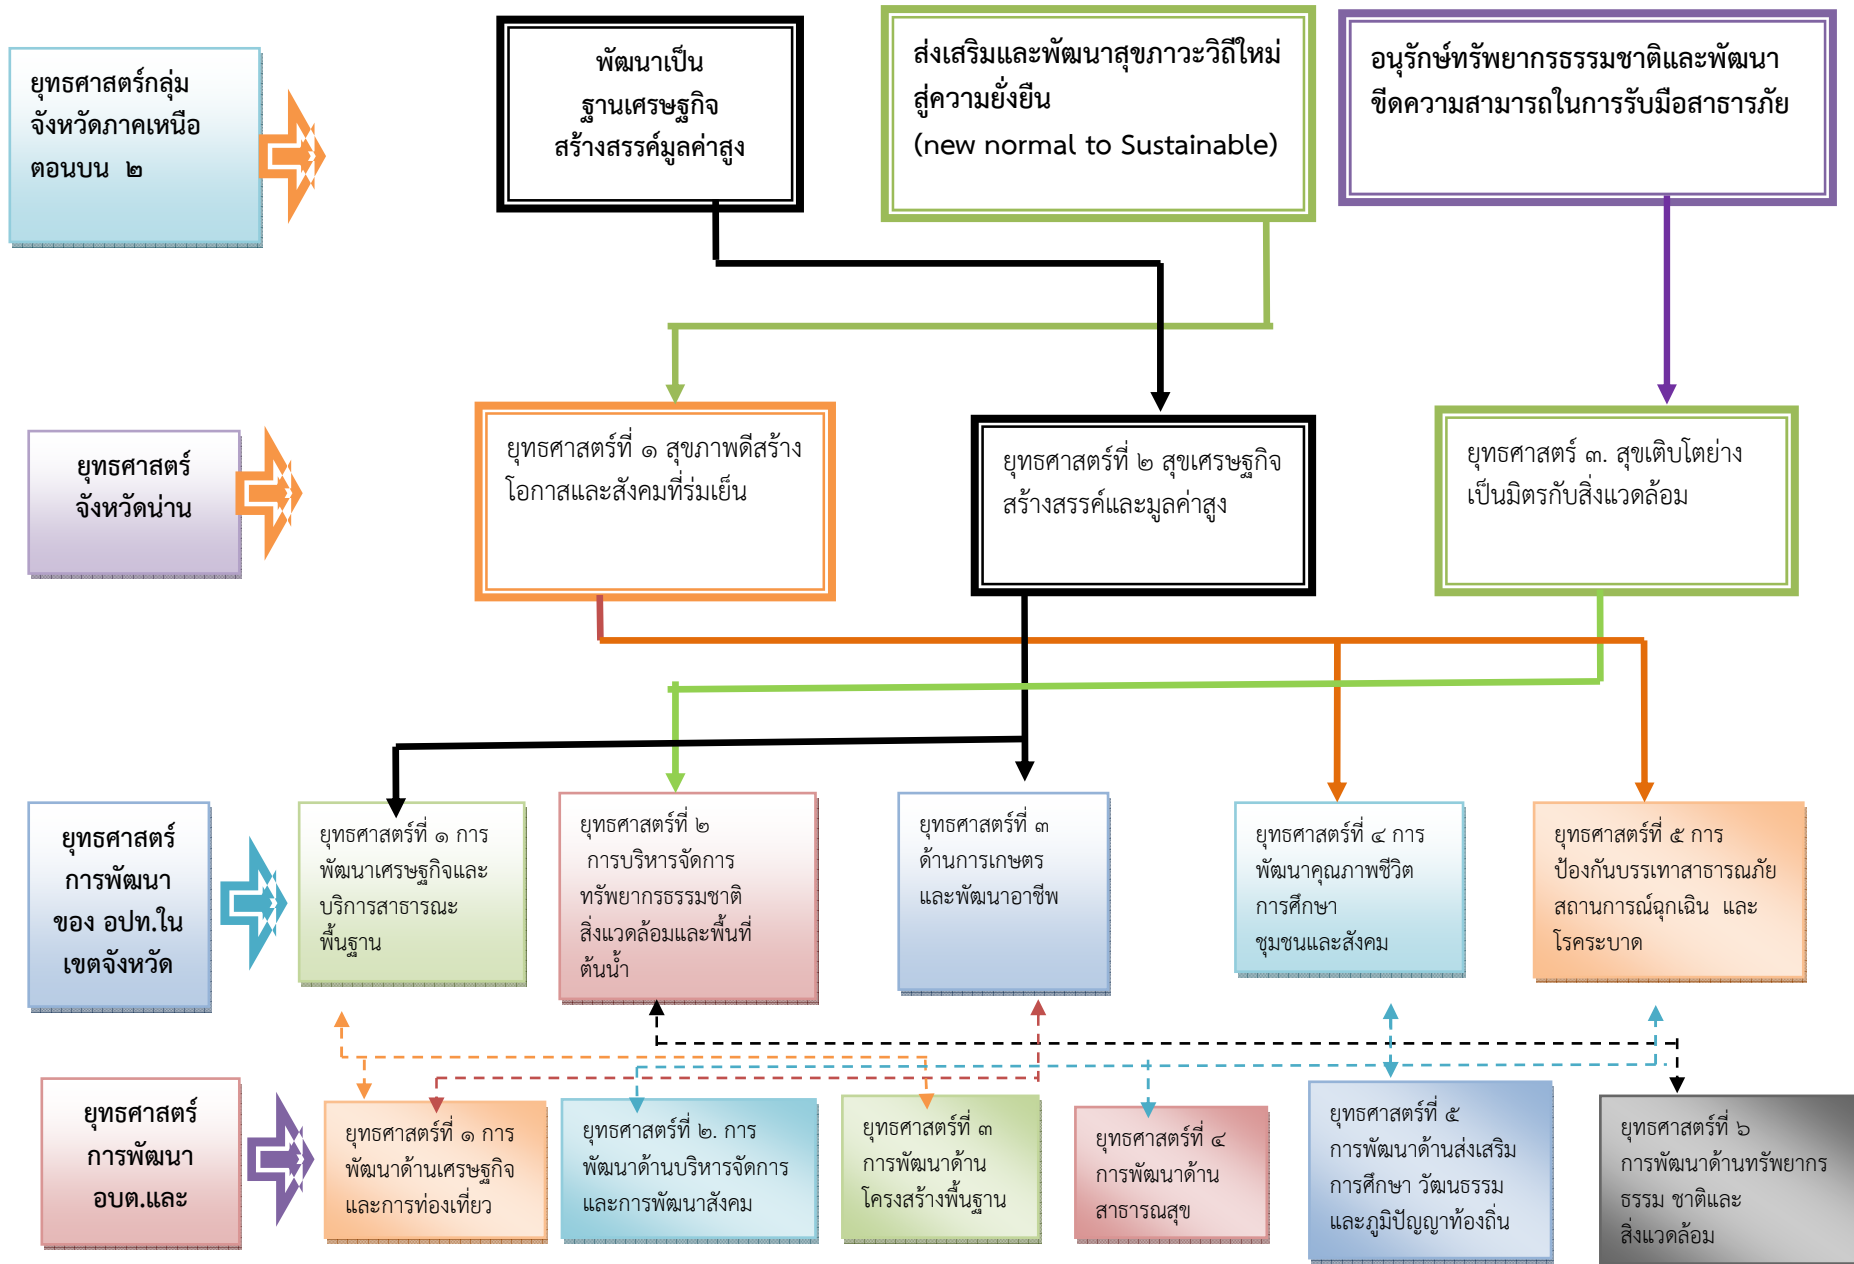 ยุทธศาสตร์กลุ่ม
จังหวัดภาคเหนือ
ตอนบน ๒
พัฒนาเป็น
ฐานเศรษฐกิจ
สร้างสรรค์มูลค่าสูง
ส่งเสริมและพัฒนาสุขภาวะวิถีใหม่
สู่ความยั่งยืน
(new normal to Sustainable)
อนุรักษ์ทรัพยากรธรรมชาติและพัฒนา
ขีดความสามารถในการรับมือสาธารภัย
ยุทธศาสตร์
จังหวัดน่าน
ยุทธศาสตร์ที่ ๑ สุขภาพดีสร้าง
โอกาสและสังคมที่ร่มเย็น
ยุทธศาสตร์ที่ ๒ สุขเศรษฐกิจ
สร้างสรรค์และมูลค่าสูง
ยุทธศาสตร์ ๓. สุขเติบโตย่าง
เป็นมิตรกับสิ่งแวดล้อม
ยุทธศาสตร์
การพัฒนา
ของ อปท.ใน
เขตจังหวัด
ยุทธศาสตร์ที่ ๑ การ
พัฒนาเศรษฐกิจและ
บริการสาธารณะ
พื้นฐาน
ยุทธศาสตร์ที่ ๒
การบริหารจัดการ
ทรัพยากรธรรมชาติ
สิ่งแวดล้อมและพื้นที่
ต้นน้ำ
ยุทธศาสตร์ที่ ๓
ด้านการเกษตร
และพัฒนาอาชีพ
ยุทธศาสตร์ที่ ๔ การ
พัฒนาคุณภาพชีวิต
การศึกษา
ชุมชนและสังคม
ยุทธศาสตร์ที่ ๕ การ
ป้องกันบรรเทาสาธารณภัย
สถานการณ์ฉุกเฉิน และ
โรคระบาด
ยุทธศาสตร์
การพัฒนา
อบต.และ
ยุทธศาสตร์ที่ ๑ การ
พัฒนาด้านเศรษฐกิจ
และการท่องเที่ยว
ยุทธศาสตร์ที่ ๒. การ
พัฒนาด้านบริหารจัดการ
และการพัฒนาสังคม
ยุทธศาสตร์ที่ ๓
การพัฒนาด้าน
โครงสร้างพื้นฐาน
ยุทธศาสตร์ที่ ๔
การพัฒนาด้าน
สาธารณสุข
ยุทธศาสตร์ที่ ๕
การพัฒนาด้านส่งเสริม
การศึกษา วัฒนธรรม
และภูมิปัญญาท้องถิ่น
ยุทธศาสตร์ที่ ๖
การพัฒนาด้านทรัพยากร
ธรรม ชาติและ
สิ่งแวดล้อม